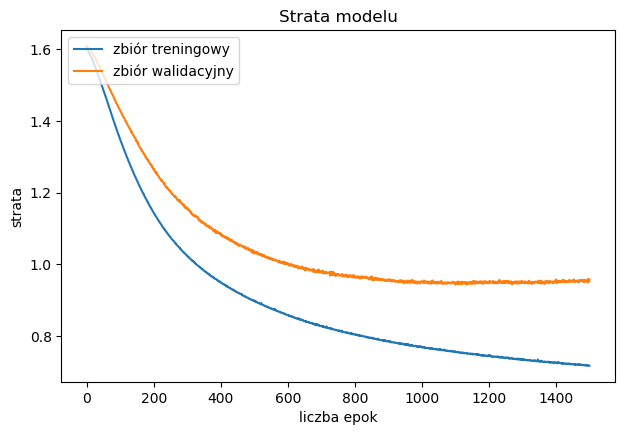 Strata modelu
zbiór treningowy
zbiór walidacyjny
strata
1.6
1.4
1.2
1.0
0.8
0 200 400 600 800 1000 1200 1400
liczba epok